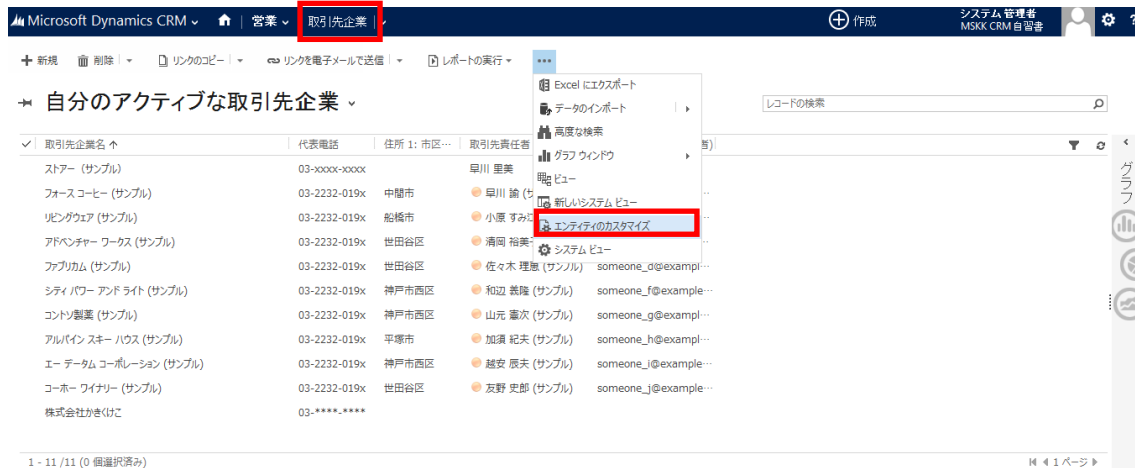 Microsoft Dynamics CRM 営業 取引先企業 作成 システム 管理者
MSKK CRM 自習書 ?
新規 削除 リンクのコピー リンクを電子メールで送信 レポートの実行 •••
Excel にエクスポート
自分のアクティブな取引先企業 データのインポート レコードの検索
高度な検索
取引先企業名 代表電話 住所 1: 市区… 取引先責任者 者)
グラフ ウィンドウ
グラフ
ストアー (サンプル) 03-xxxx-xxxx 早川 里美
ビュー
フォース コーヒー (サンプル) 03-2232-019x 中間市 早川 諭 (サ
新しいシステム ビュー
リビングウェア (サンプル) 03-2232-019x 船橋市 小原 すみ
エンティティのカスタマイズ
アドベンチャー ワークス (サンプル) 03-2232-019x 世田谷区 清岡 裕美
システム ビュー
ファブリカム (サンプル) 03-2232-019x 世田谷区 佐々木 理恵 (サンプル) someone_d@exampl…
シティ パワー アンド ライト (サンプル) 03-2232-019x 神戸市西区 和辺 義隆 (サンプル) someone_f@example…
コントソ製薬 (サンプル) 03-2232-019x 神戸市西区 山元 憲次 (サンプル) someone_g@example…
アルパイン スキー ハウス (サンプル) 03-2232-019x 平塚市 加須 紀夫 (サンプル) someone_h@exampl…
エー データム コーポレーション (サンプル) 03-2232-019x 神戸市西区 越安 辰夫 (サンプル) someone_i@example…
コーホー ワイナリー (サンプル) 03-2232-019x 世田谷区 友野 史郎 (サンプル) someone_j@example…
株式会社かきくけこ 03-****-****
1 - 11 /11 (0 個選択済み) 1 ページ